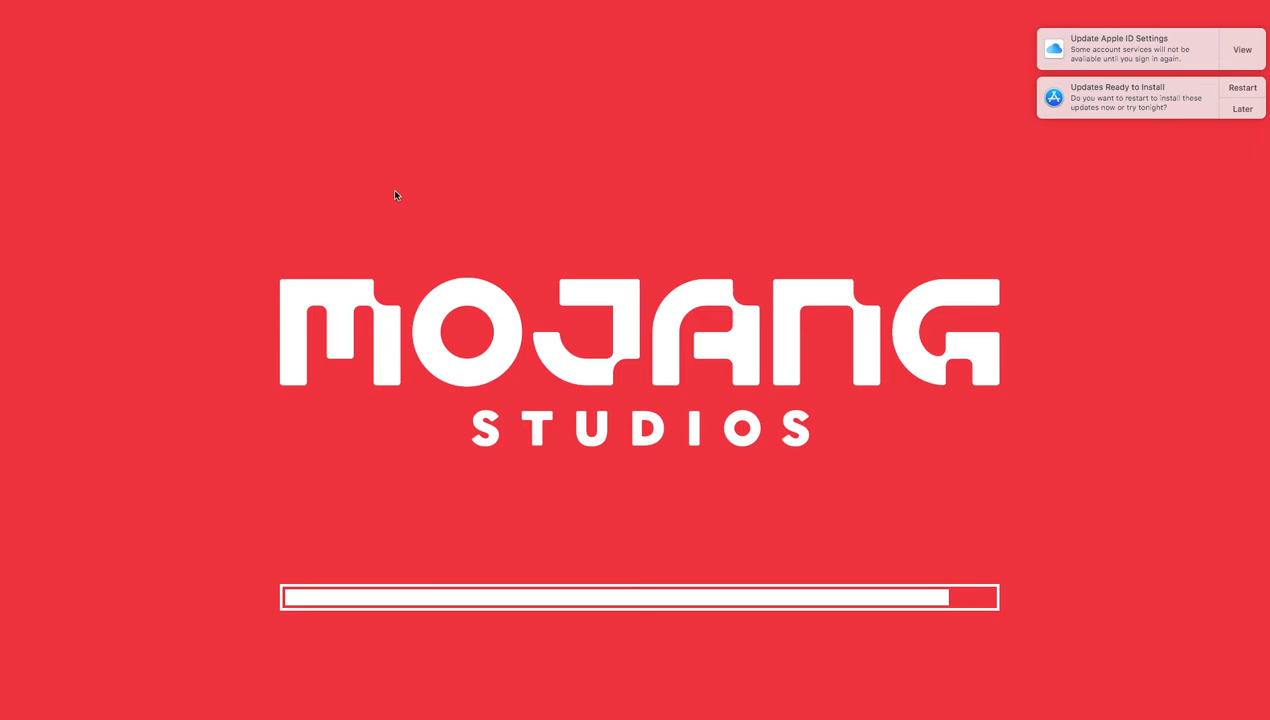 Update Apple ID Settings
Some account services will not be
available until you sign in again.
View
Updates Ready to Install
Do you want to restart to install these
updates now or try tonight?
Restart
Later
MOJANG
STUDIOS